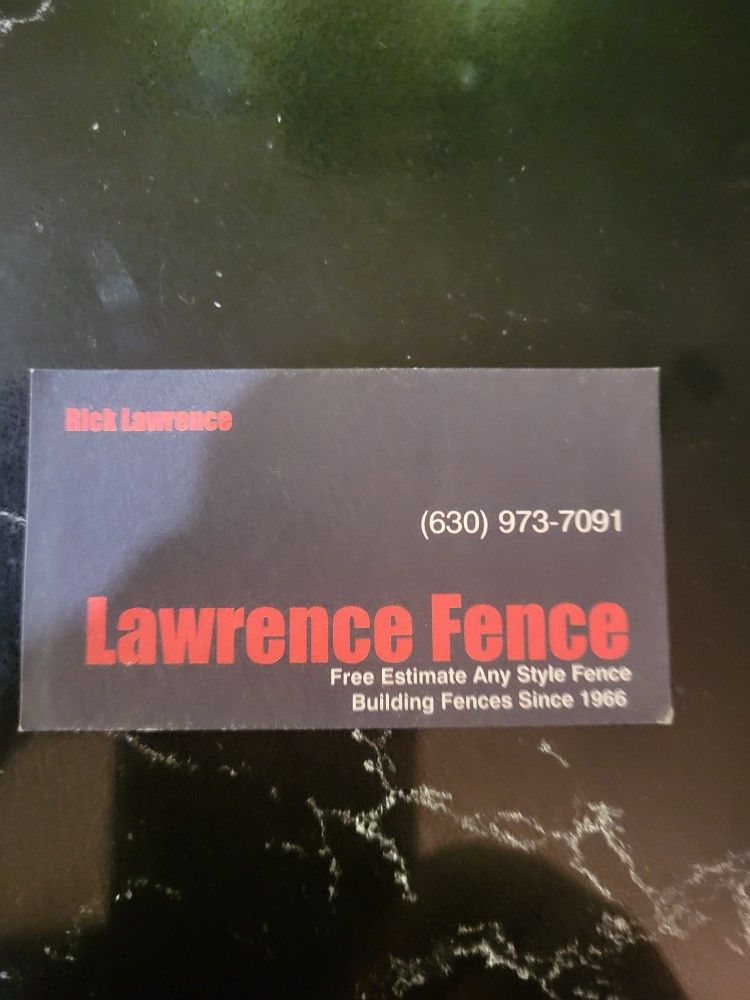 Rick Lawrence
(630) 973-7091
Lawrence Fence
Free Estimate Any Style Fence
Building Fences Since 1966